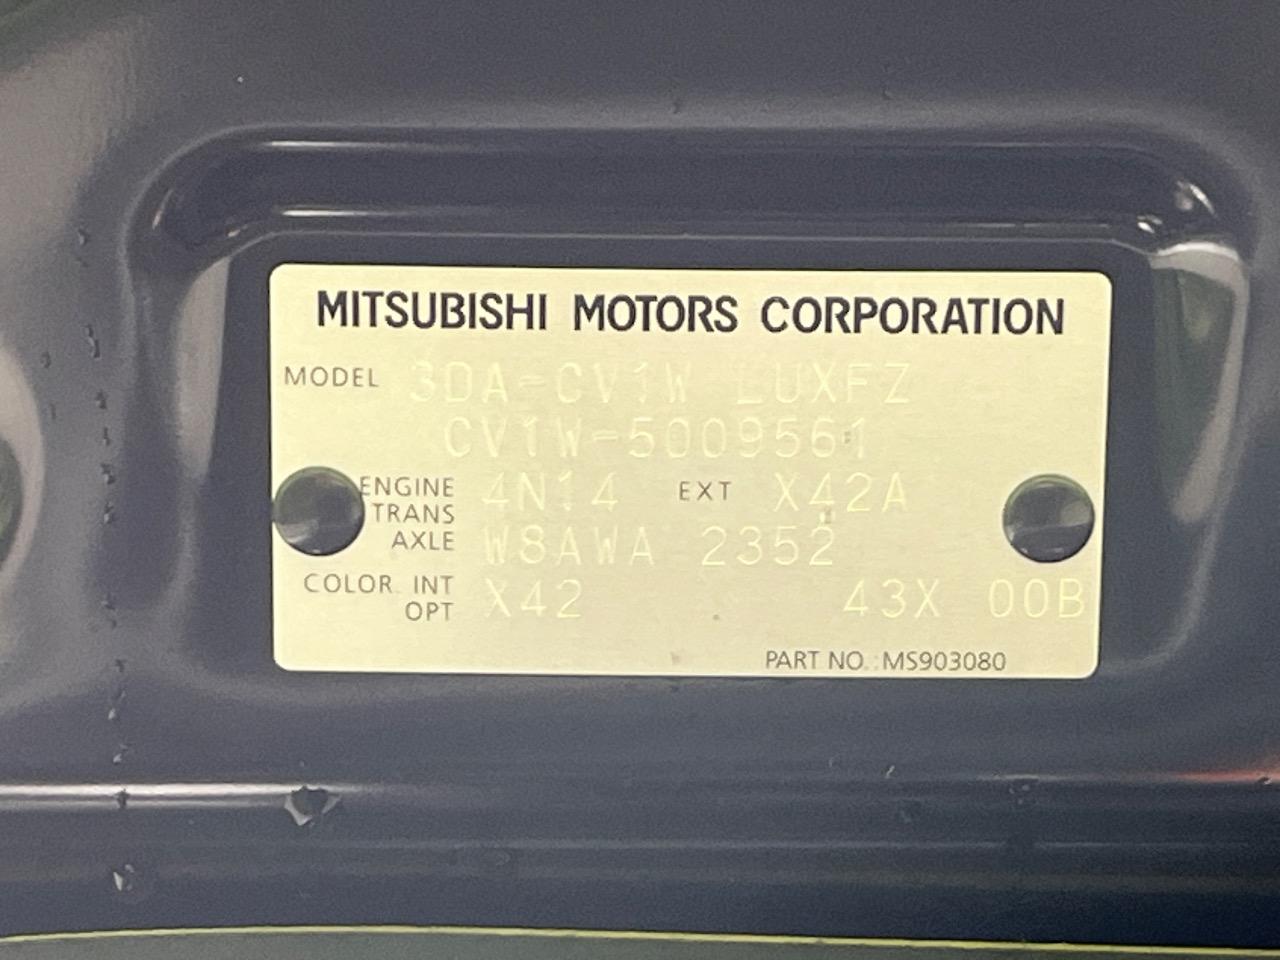 MITSUBISHI MOTORS CORPORATION
MODEL 3DA-CV1W LUXFZ
CV1W-5009561
ENGINE 4N14 EXT X42A
TRANS
AXLE W8AWA 2352
COLOR INT X42 43X 00B
OPT
PART NO. MS903080